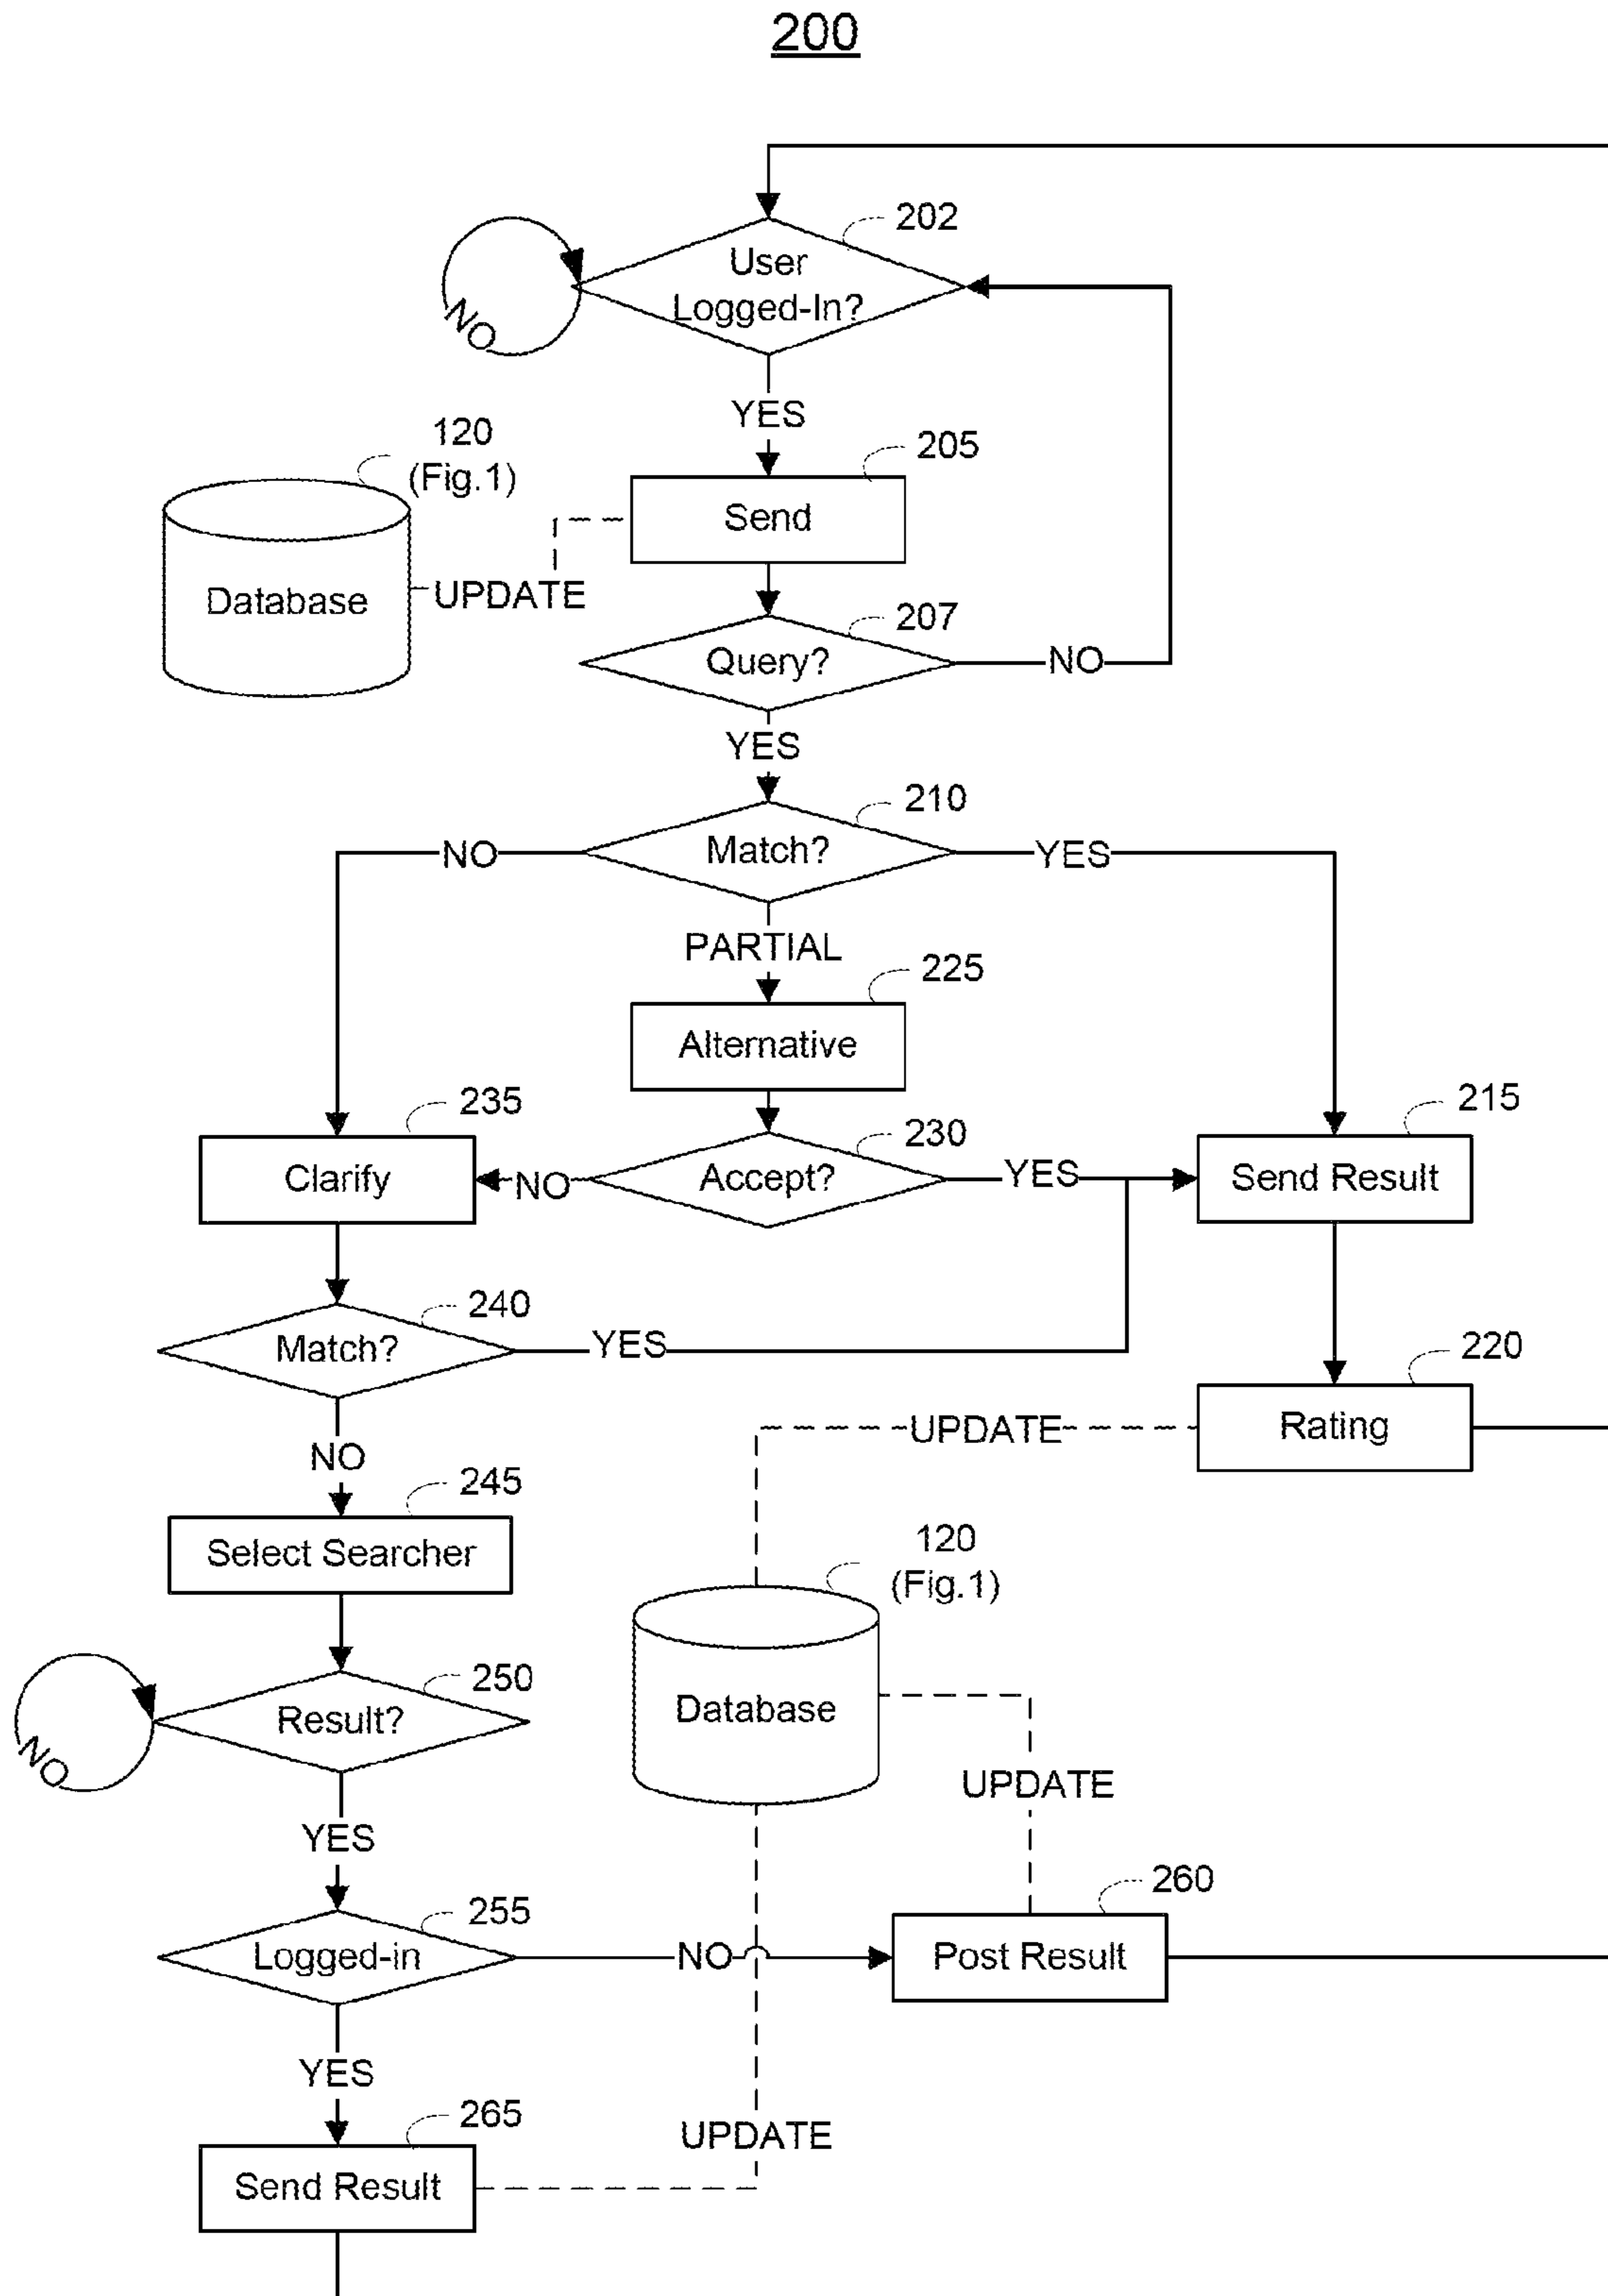 200
202
User
Logged-In?
NO
YES
120
(Fig.1)
205
Send
Database
UPDATE
207
Query?
NO
YES
210
NO
Match?
YES
PARTIAL
225
Alternative
235
230
215
Clarify
NO
Accept?
YES
Send Result
240
Match?
YES
220
UPDATE
Rating
NO
245
Select Searcher
120
(Fig.1)
250
Result?
NO
Database
UPDATE
YES
255
260
Logged-in
NO
Post Result
YES
265
UPDATE
Send Result